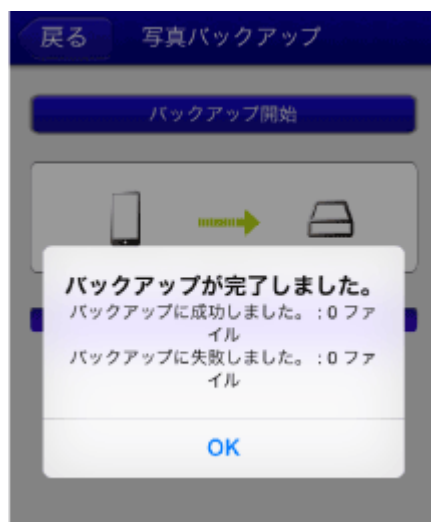 戻る 写真バックアップ
バックアップ開始
バックアップが完了しました。
バックアップに成功しました。:0 ファ
イル
バックアップに失敗しました。:0 ファ
イル
OK